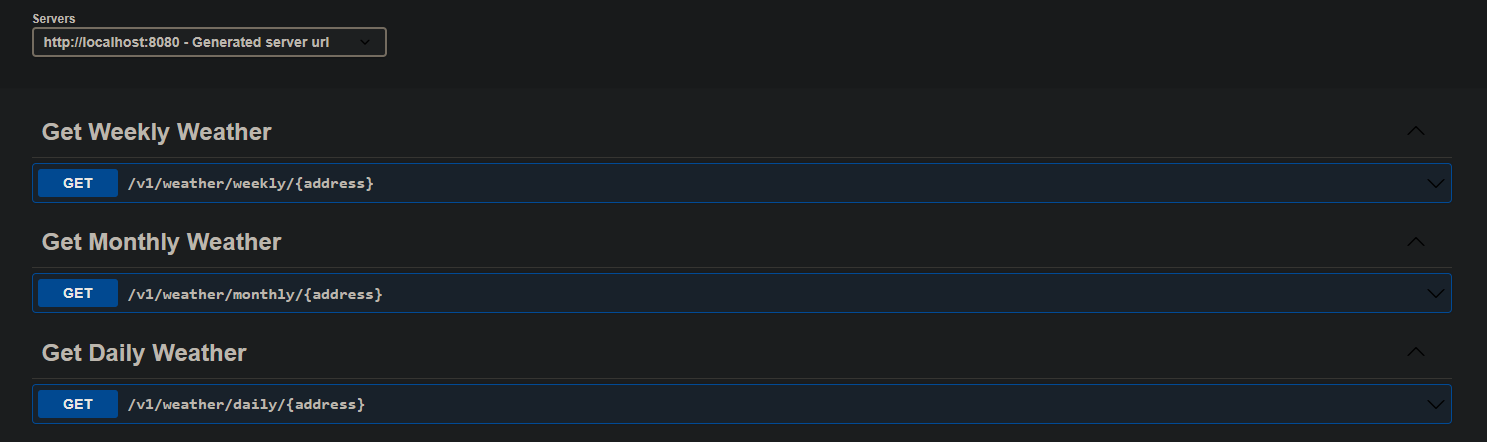 Servers
http://localhost:8080 - Generated server url
Get Weekly Weather
GET /v1/weather/weekly/{address}
Get Monthly Weather
GET /v1/weather/monthly/{address}
Get Daily Weather
GET /v1/weather/daily/{address}